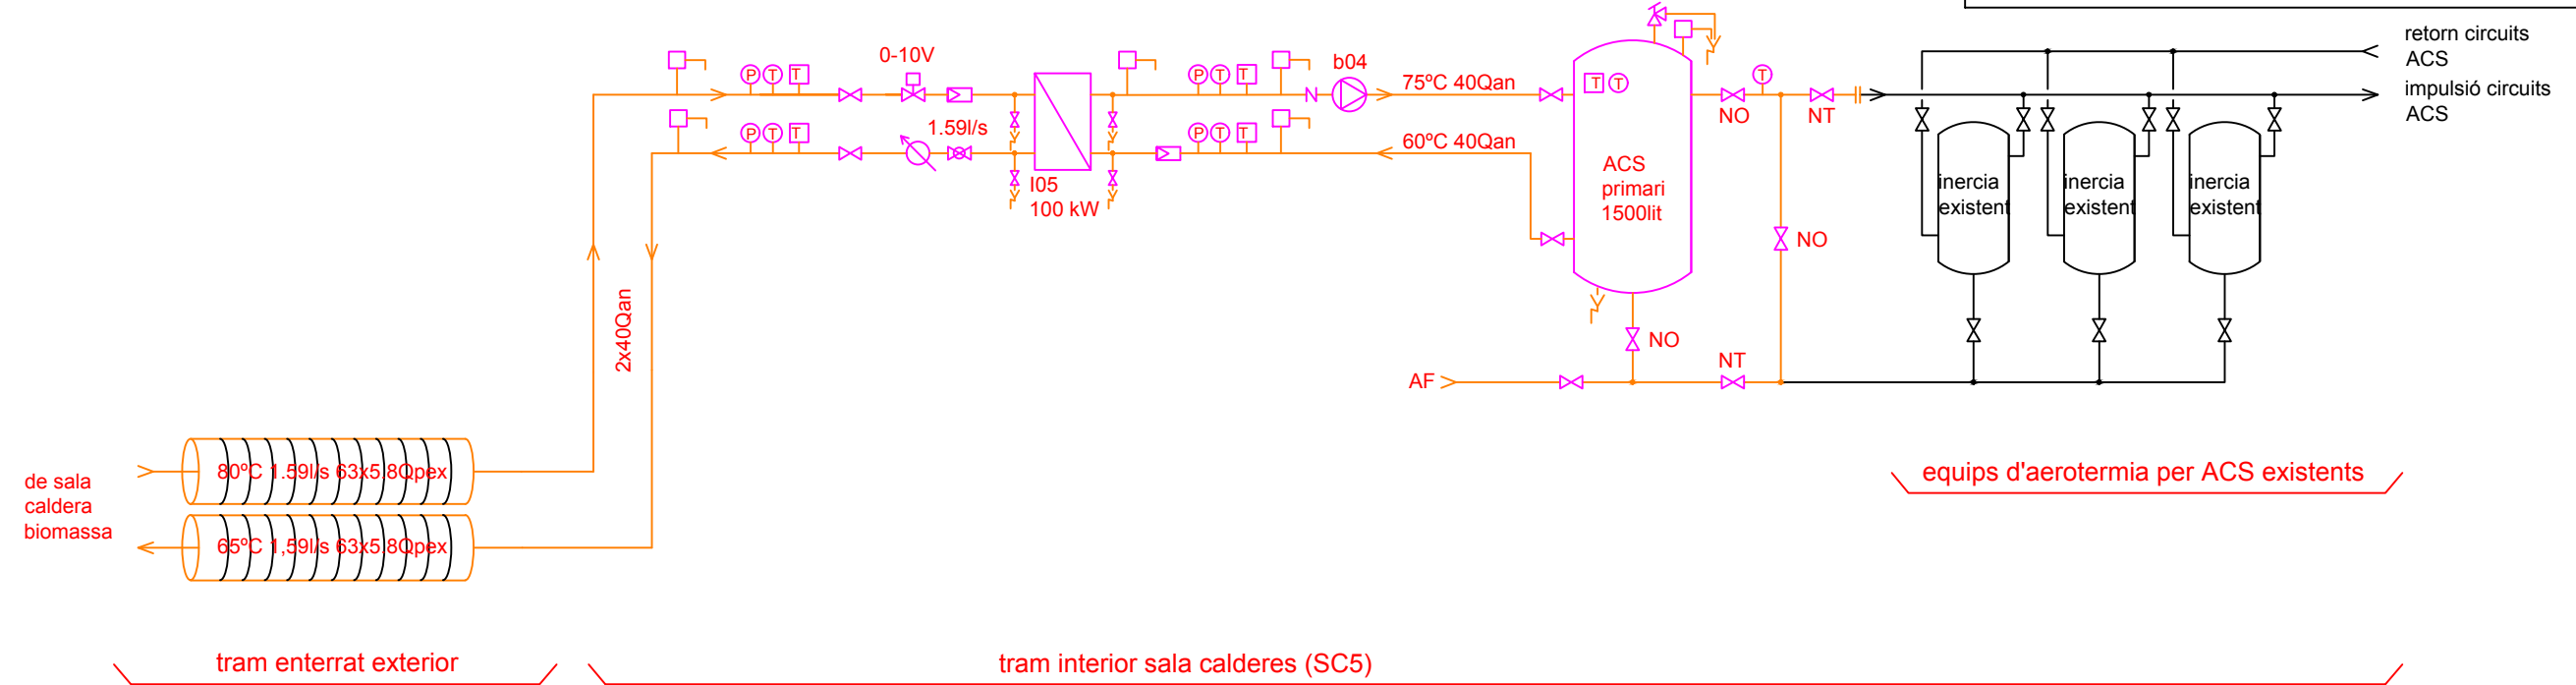 retorn circuits
ACS
impulsió circuits
ACS
0-10V
b04
P T T
P T T
N
75ºC 40Qan
T T
T
NO
NT
1.59l/s
P T T
P T T
60ºC 40Qan
ACS
primari
1500lit
I05
100 kW
inercia
existent
inercia
existent
inercia
existent
NO
2x40Qan
NO
NT
AF
de sala
caldera
biomassa
80ºC 1.59l/s 63x5.8Qpex
65ºC 1,59l/s 63x5.8Qpex
equips d'aerotermia per ACS existents
tram enterrat exterior
tram interior sala calderes (SC5)